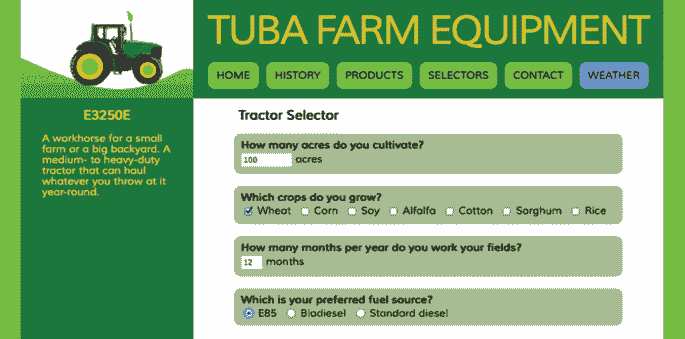 TUBA FARM EQUIPMENT
HOME HISTORY PRODUCTS SELECTORS CONTACT WEATHER
E3250E
A workhorse for a small
farm or a big backyard. A
medium- to heavy-duty
tractor that can haul
whatever you throw at it
year-round.
Tractor Selector
How many acres do you cultivate?
100 acres
Which crops do you grow?
Wheat Corn Soy Alfalfa Cotton Sorghum Rice
How many months per year do you work your fields?
12 months
Which is your preferred fuel source?
E85 Biodiesel Standard diesel